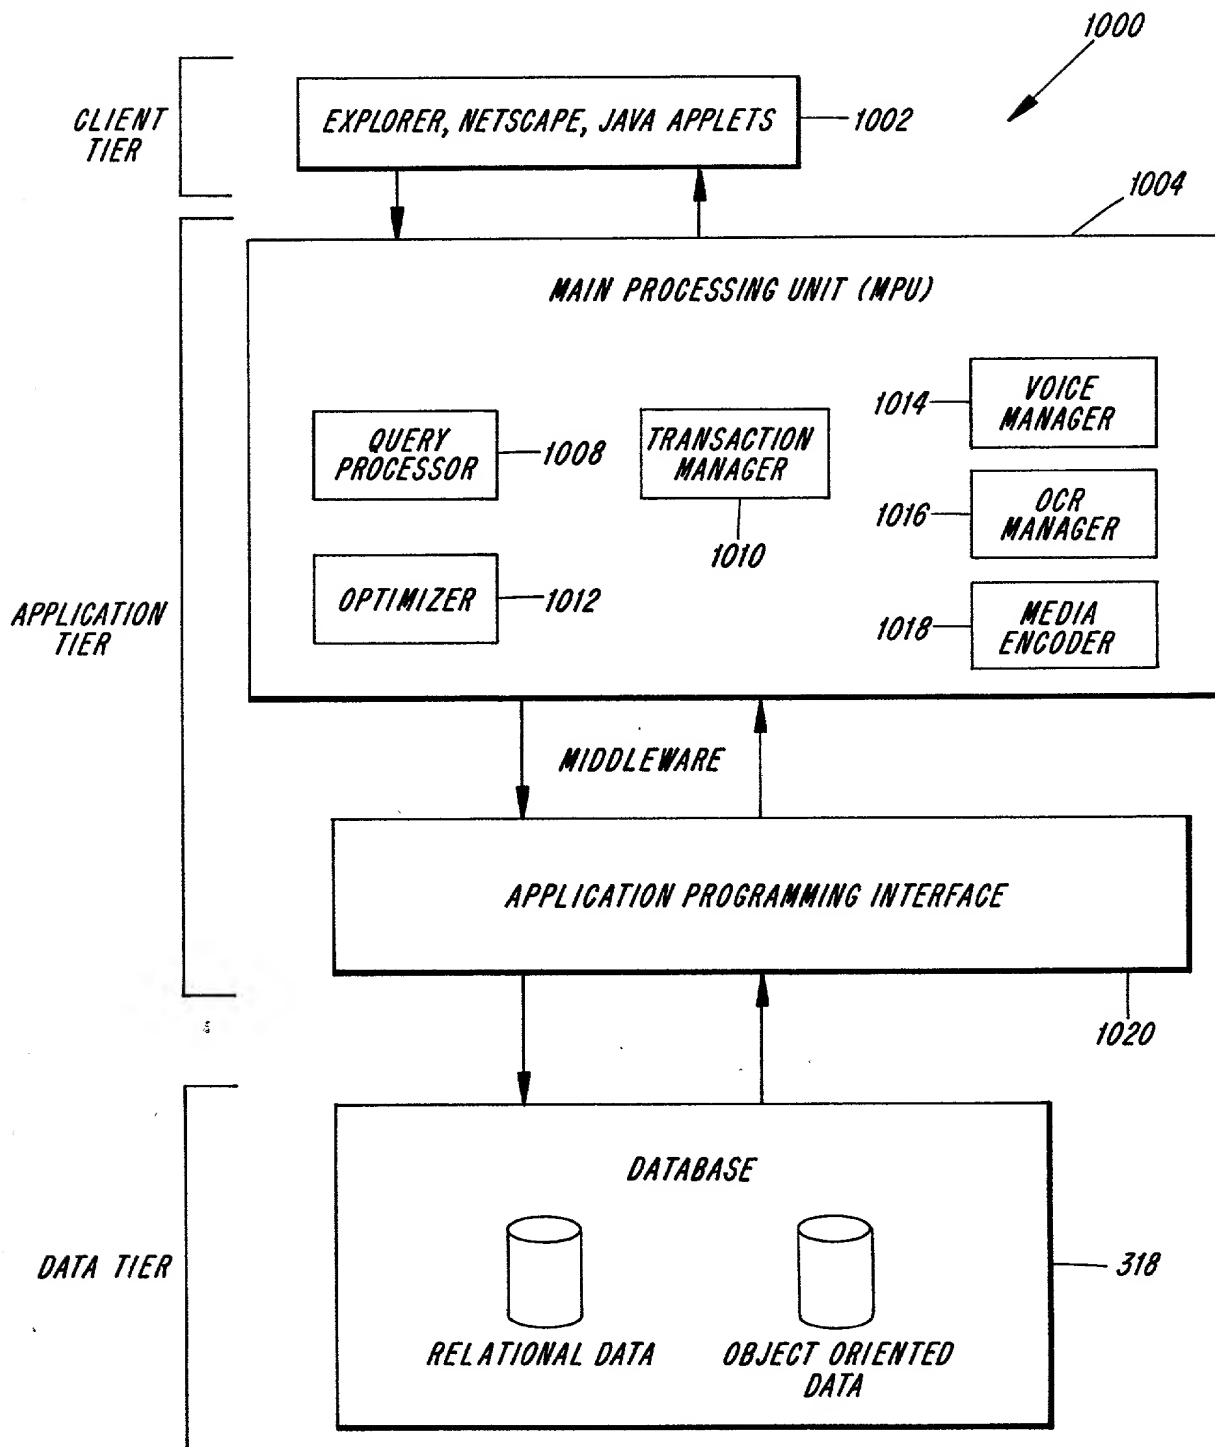 1000
CLIENT
TIER
EXPLORER, NETSCAPE, JAVA APPLETS
1002
1004
MAIN PROCESSING UNIT (MPU)
QUERY
PROCESSOR
1008
TRANSACTION
MANAGER
1010
1014
VOICE
MANAGER
1016
OCR
MANAGER
OPTIMIZER
1012
1018
MEDIA
ENCODER
APPLICATION
TIER
MIDDLEWARE
APPLICATION PROGRAMMING INTERFACE
1020
DATA TIER
DATABASE
318
RELATIONAL DATA
OBJECT ORIENTED
DATA